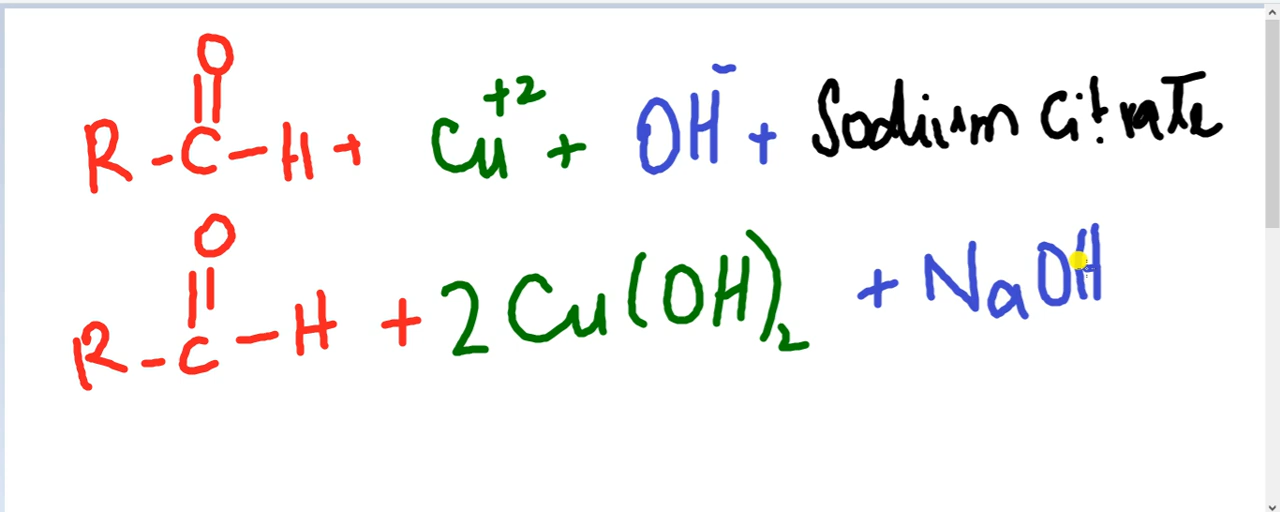 O
||
R-C-H + Cu+2 + OH- + Sodium Citrate
O
||
R-C-H + 2Cu(OH)2 + NaOH